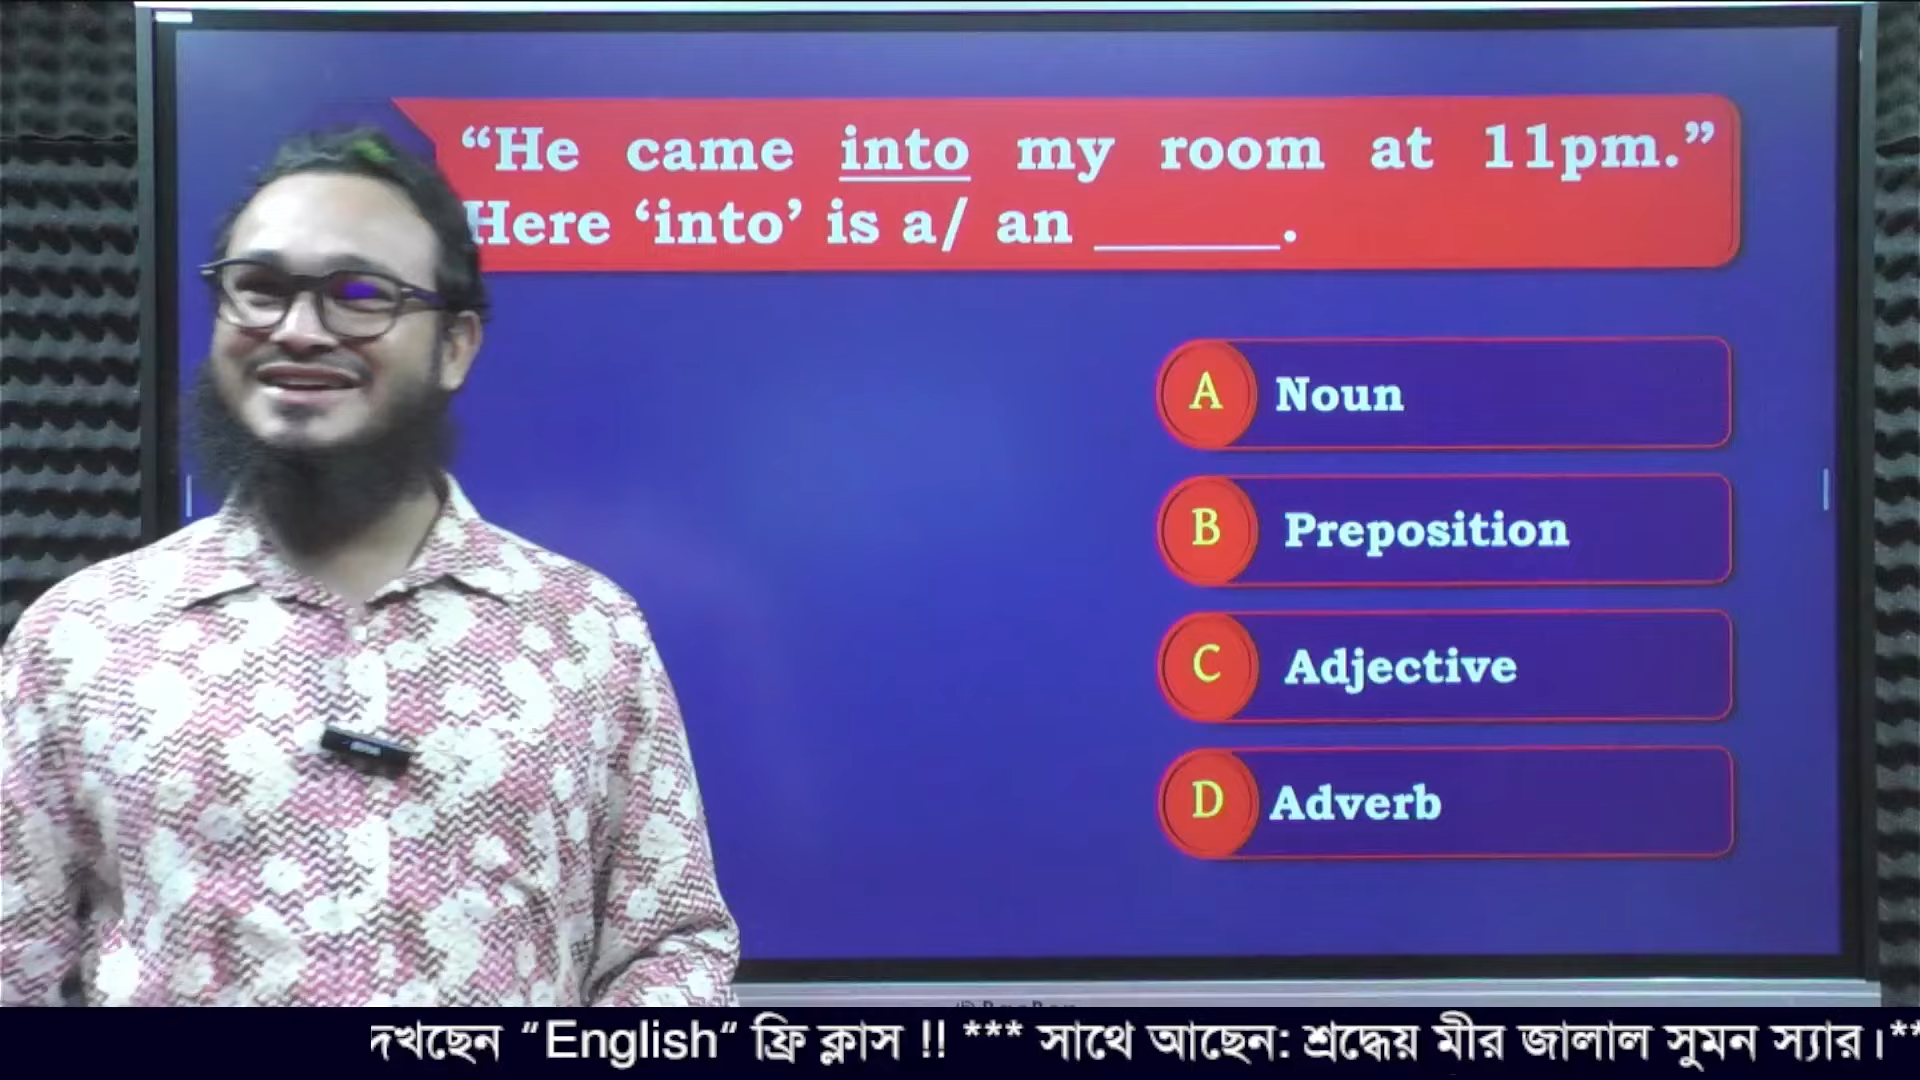 “He came into my room at 11pm.”
Here ‘into’ is a/ an ______.
A Noun
B Preposition
C Adjective
D Adverb
দেখছেন “English“ ফ্রি ক্লাস !! *** সাথে আছেন: শ্রদ্ধেয় মীর জালাল সুমন স্যার।**